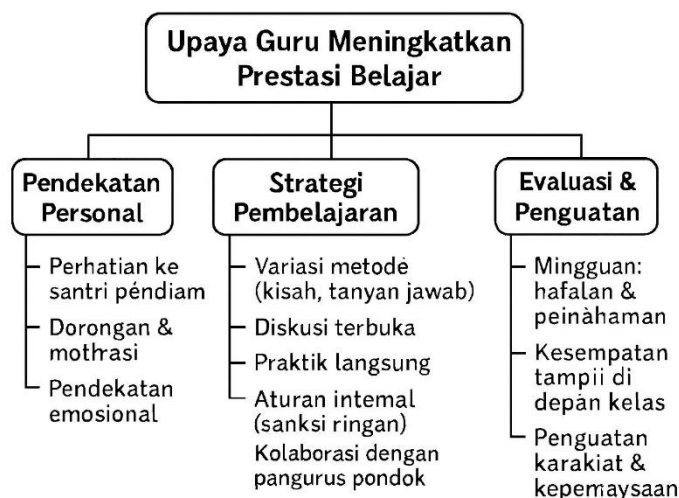 Upaya Guru Meningkatkan
Prestasi Belajar
Pendekatan
Personal
Perhatian ke
santri péndiam
Dorongan &
mothrasi
Pendekatan
emosional
Strategi
Pembelajaran
Variasi metode
(kisah, tanyan jawab)
Diskusi terbuka
Praktik langsung
Aturan intemal
(sanksi ringan)
Kolaborasi dengan
pangurus pondok
Evaluasi &
Penguatan
Mingguan:
hafalan &
peinàhaman
Kesempatan
tampii di
depan kelas
Penguatan
karakiat &
kepemaysaan